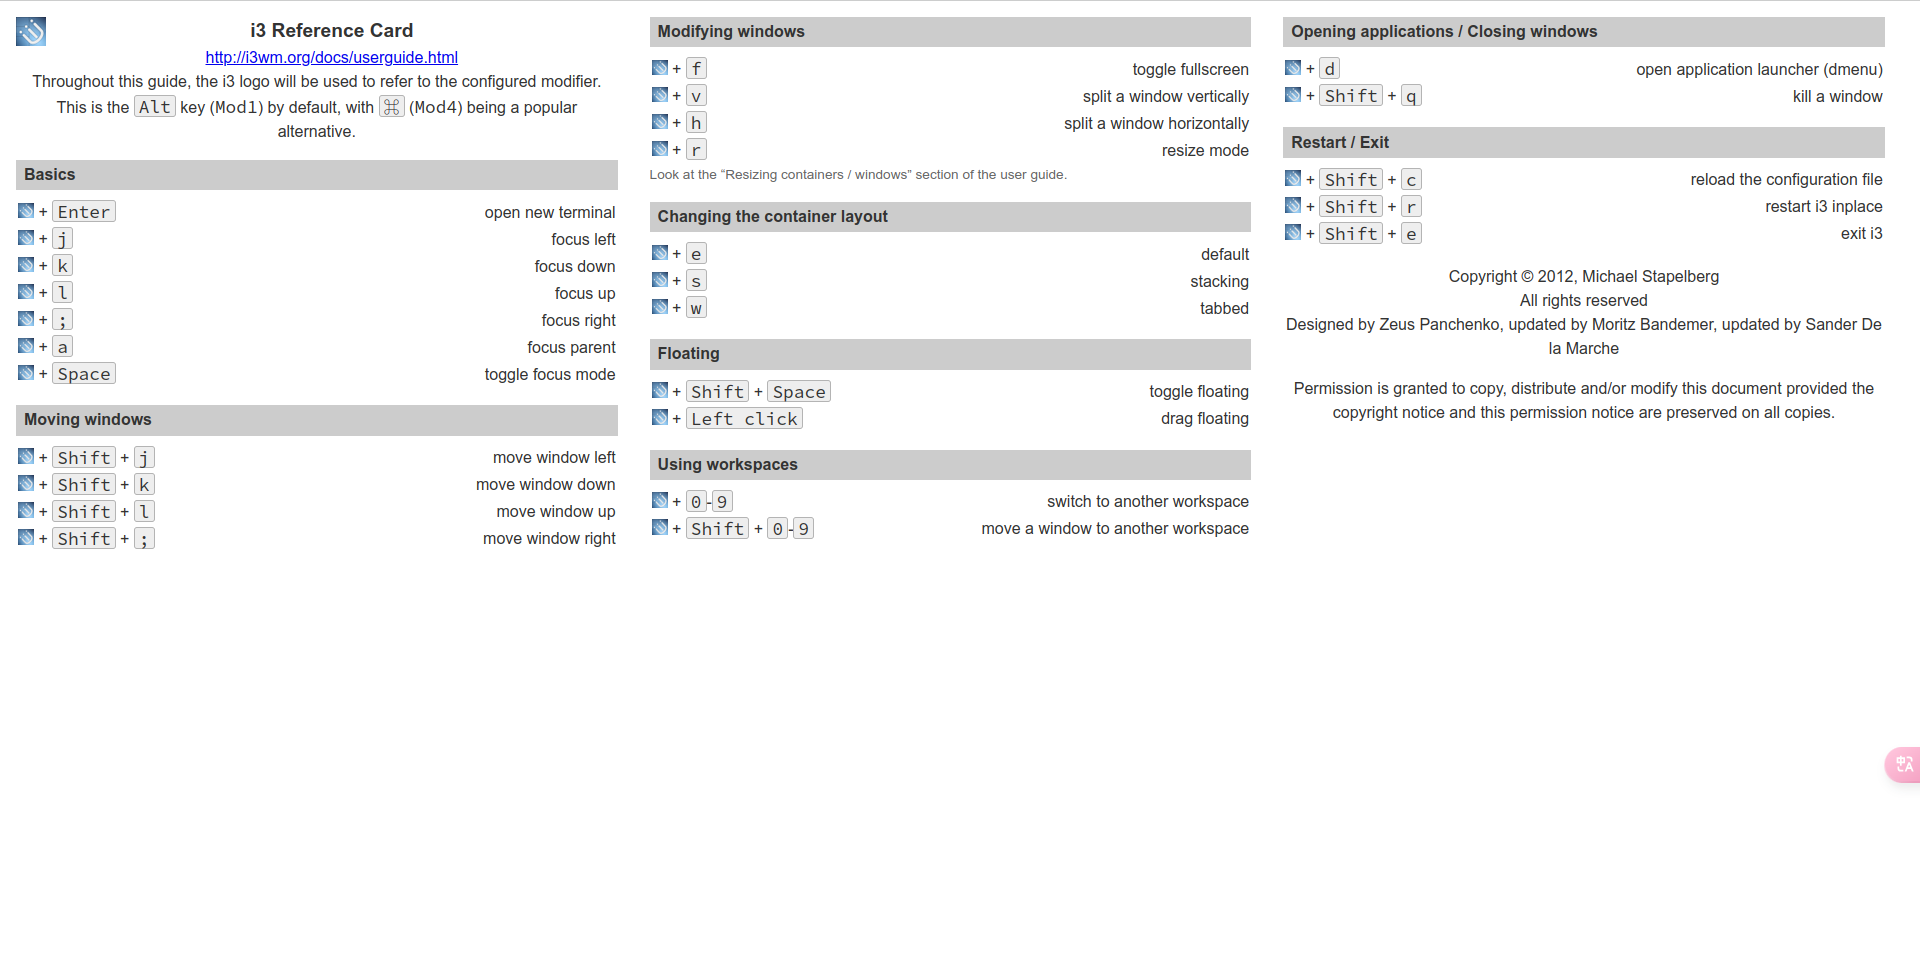 i3 Reference Card
http://i3wm.org/docs/userguide.html
Throughout this guide, the i3 logo will be used to refer to the configured modifier.
This is the Alt key (Mod1) by default, with ⌘ (Mod4) being a popular
alternative.
Basics
+ Enter open new terminal
+ j focus left
+ k focus down
+ l focus up
+ ; focus right
+ a focus parent
+ Space toggle focus mode
Moving windows
+ Shift + j move window left
+ Shift + k move window down
+ Shift + l move window up
+ Shift + ; move window right
Modifying windows
+ f toggle fullscreen
+ v split a window vertically
+ h split a window horizontally
+ r resize mode
Look at the “Resizing containers / windows” section of the user guide.
Changing the container layout
+ e default
+ s stacking
+ w tabbed
Floating
+ Shift + Space toggle floating
+ Left click drag floating
Using workspaces
+ 0-9 switch to another workspace
+ Shift + 0-9 move a window to another workspace
Opening applications / Closing windows
+ d open application launcher (dmenu)
+ Shift + q kill a window
Restart / Exit
+ Shift + c reload the configuration file
+ Shift + r restart i3 inplace
+ Shift + e exit i3
Copyright © 2012, Michael Stapelberg
All rights reserved
Designed by Zeus Panchenko, updated by Moritz Bandemer, updated by Sander De
la Marche
Permission is granted to copy, distribute and/or modify this document provided the
copyright notice and this permission notice are preserved on all copies.
中A